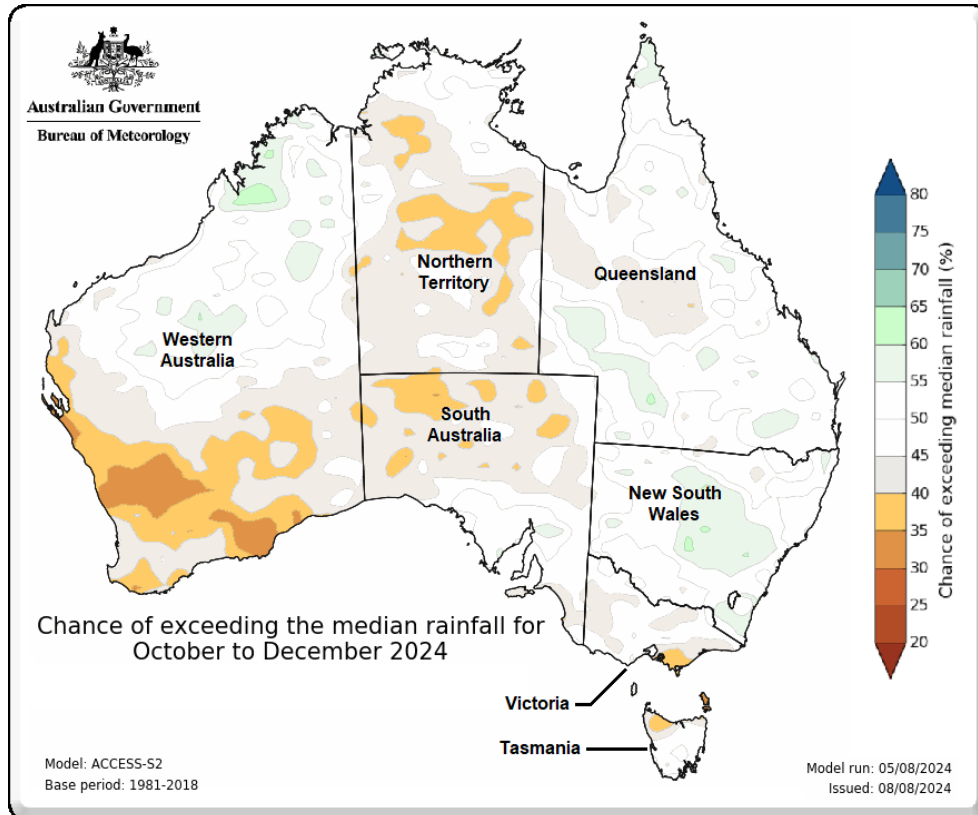 Australian Government
Bureau of Meteorology
Northern
Territory
Queensland
Western
Australia
South
Australia
New South
Wales
Victoria
Tasmania
80
75
70
65
60
55
50
45
40
35
30
25
20
Chance of exceeding median rainfall (%)
Chance of exceeding the median rainfall for
October to December 2024
Model: ACCESS-S2
Base period: 1981-2018
Model run: 05/08/2024
Issued: 08/08/2024